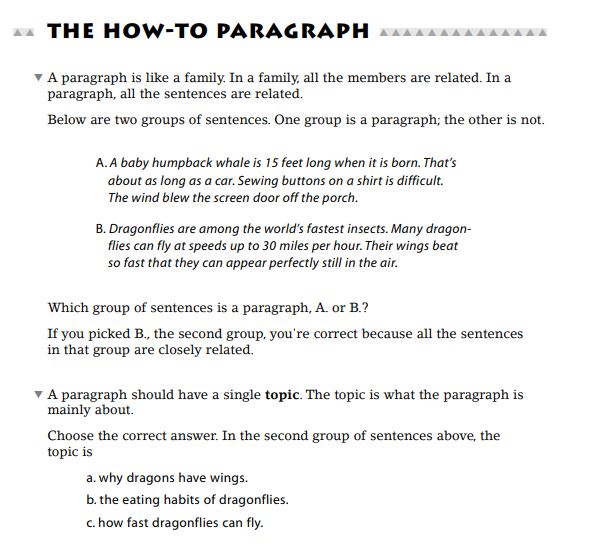 THE HOW-TO PARAGRAPH
A paragraph is like a family. In a family, all the members are related. In a
paragraph, all the sentences are related.
Below are two groups of sentences. One group is a paragraph; the other is not.
A. A baby humpback whale is 15 feet long when it is born. That's
about as long as a car. Sewing buttons on a shirt is difficult.
The wind blew the screen door off the porch.
B. Dragonflies are among the world's fastest insects. Many dragon-
flies can fly at speeds up to 30 miles per hour. Their wings beat
so fast that they can appear perfectly still in the air.
Which group of sentences is a paragraph, A. or B.?
If you picked B., the second group, you're correct because all the sentences
in that group are closely related.
A paragraph should have a single topic. The topic is what the paragraph is
mainly about.
Choose the correct answer. In the second group of sentences above, the
topic is
a. why dragons have wings.
b. the eating habits of dragonflies.
c. how fast dragonflies can fly.